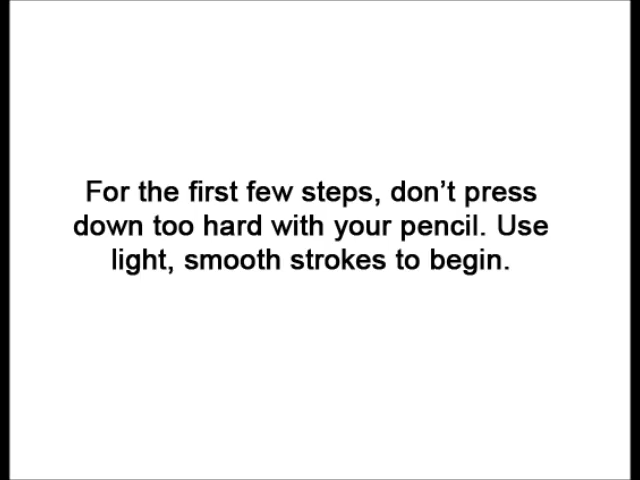 For the first few steps, don’t press
down too hard with your pencil. Use
light, smooth strokes to begin.